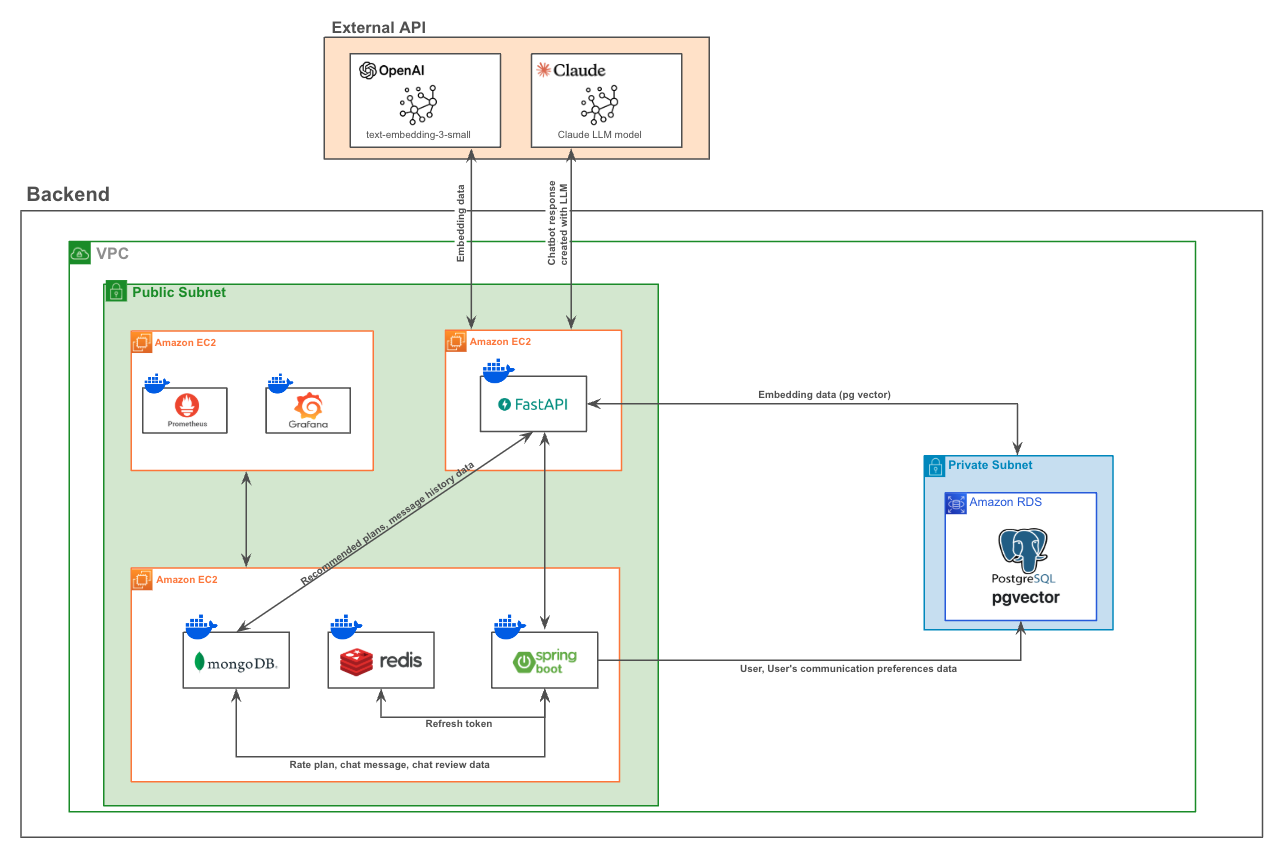 External API
OpenAI
text-embedding-3-small
Claude
Claude LLM model
Backend
Embedding data
Chatbot response
created with LLM
VPC
Public Subnet
Amazon EC2
Prometheus
Grafana
Amazon EC2
FastAPI
Embedding data (pg vector)
Recommended plans, message history data
Private Subnet
Amazon RDS
PostgreSQL
pgvector
Amazon EC2
mongoDB.
redis
spring
boot
User, User's communication preferences data
Refresh token
Rate plan, chat message, chat review data